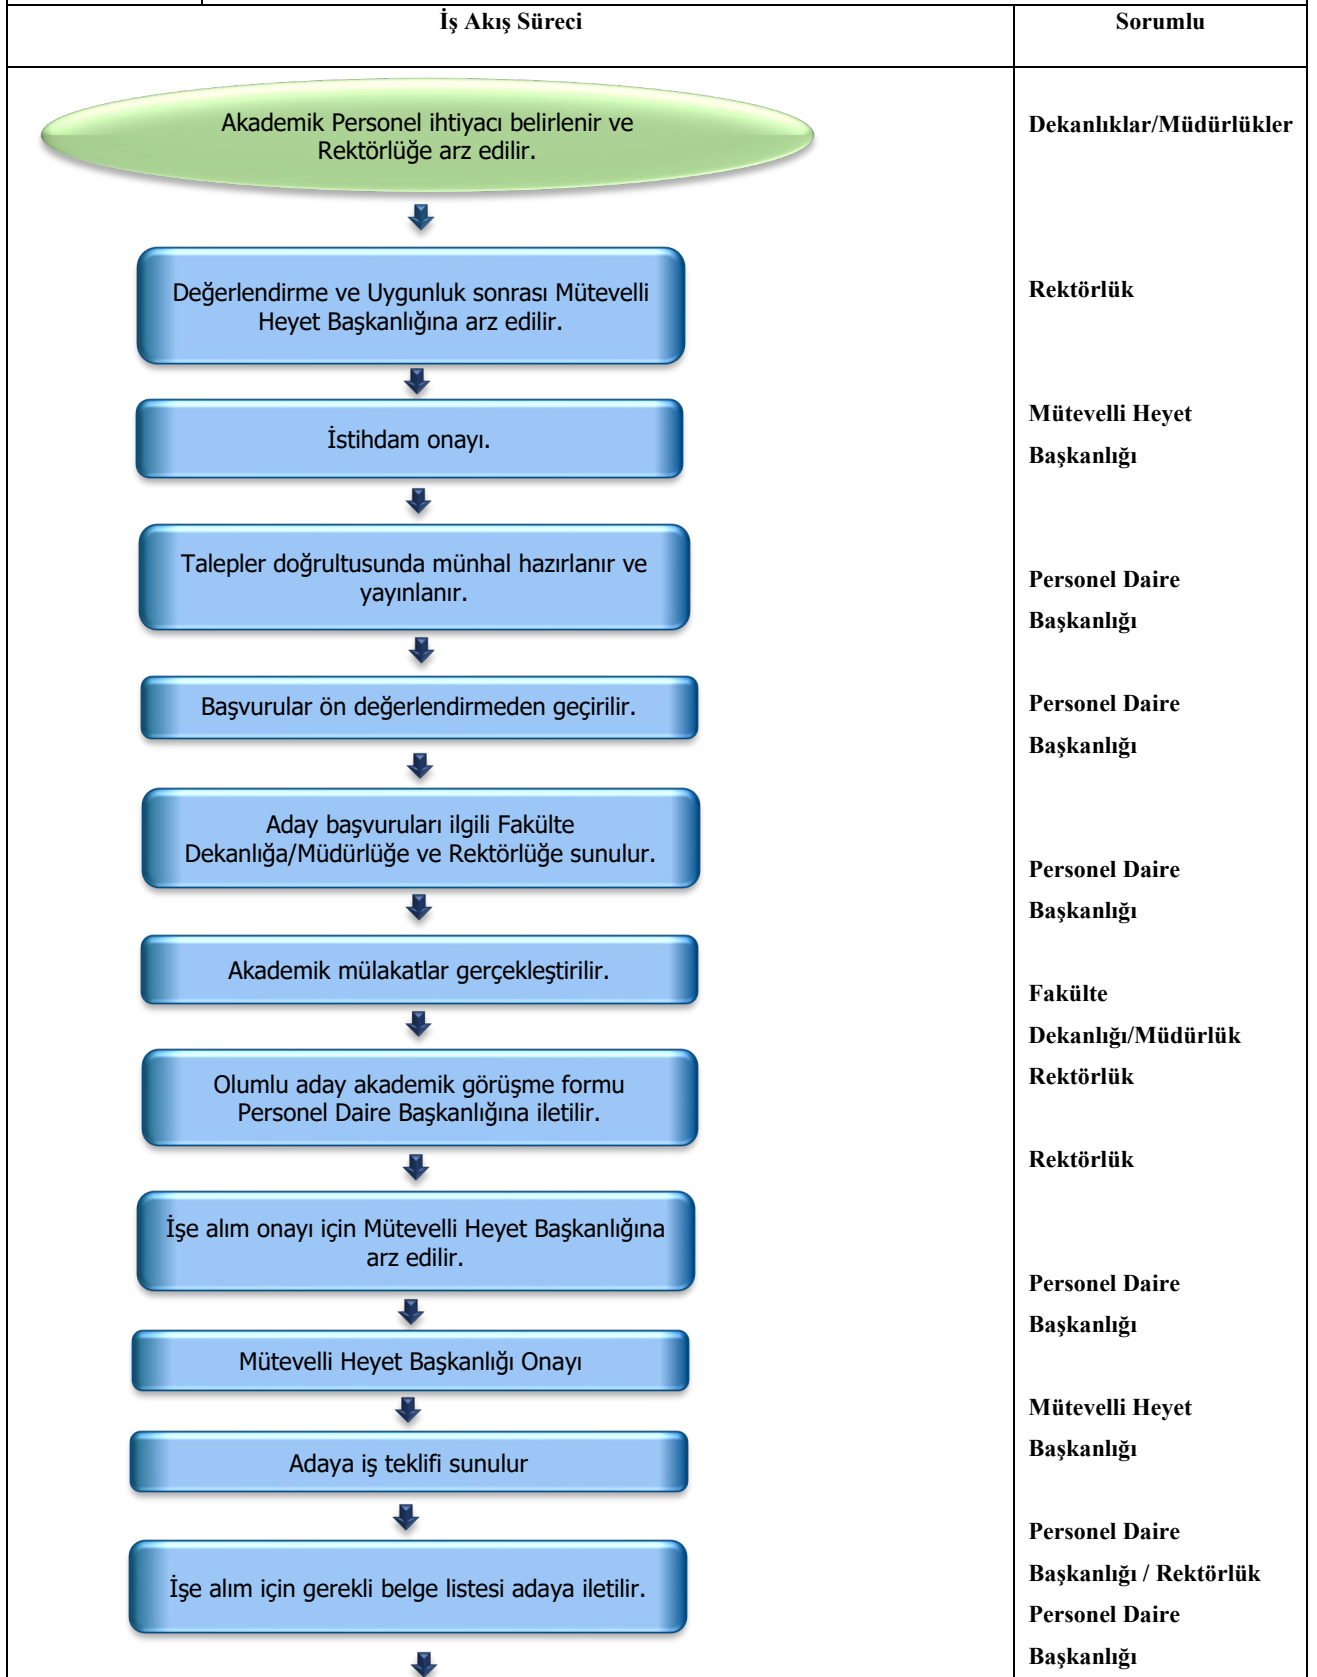 İş Akış Süreci
Sorumlu
Akademik Personel ihtiyacı belirlenir ve
Rektörlüğe arz edilir.
Dekanlıklar/Müdürlükler
Değerlendirme ve Uygunluk sonrası Mütevelli
Heyet Başkanlığına arz edilir.
Rektörlük
İstihdam onayı.
Mütevelli Heyet
Başkanlığı
Talepler doğrultusunda münhal hazırlanır ve
yayınlanır.
Personel Daire
Başkanlığı
Başvurular ön değerlendirmeden geçirilir.
Personel Daire
Başkanlığı
Aday başvuruları ilgili Fakülte
Dekanlığa/Müdürlüğe ve Rektörlüğe sunulur.
Personel Daire
Başkanlığı
Akademik mülakatlar gerçekleştirilir.
Fakülte
Dekanlığı/Müdürlük
Rektörlük
Olumlu aday akademik görüşme formu
Personel Daire Başkanlığına iletilir.
Rektörlük
İşe alım onayı için Mütevelli Heyet Başkanlığına
arz edilir.
Personel Daire
Başkanlığı
Mütevelli Heyet Başkanlığı Onayı
Mütevelli Heyet
Başkanlığı
Adaya iş teklifi sunulur
Personel Daire
Başkanlığı / Rektörlük
İşe alım için gerekli belge listesi adaya iletilir.
Personel Daire
Başkanlığı